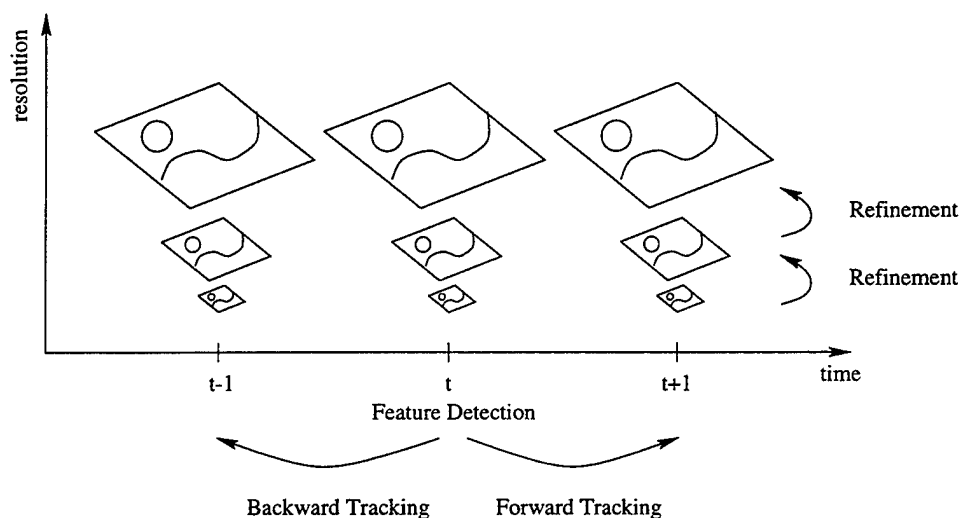 resolution
Refinement
Refinement
t-1
t
t+1
time
Feature Detection
Backward Tracking
Forward Tracking